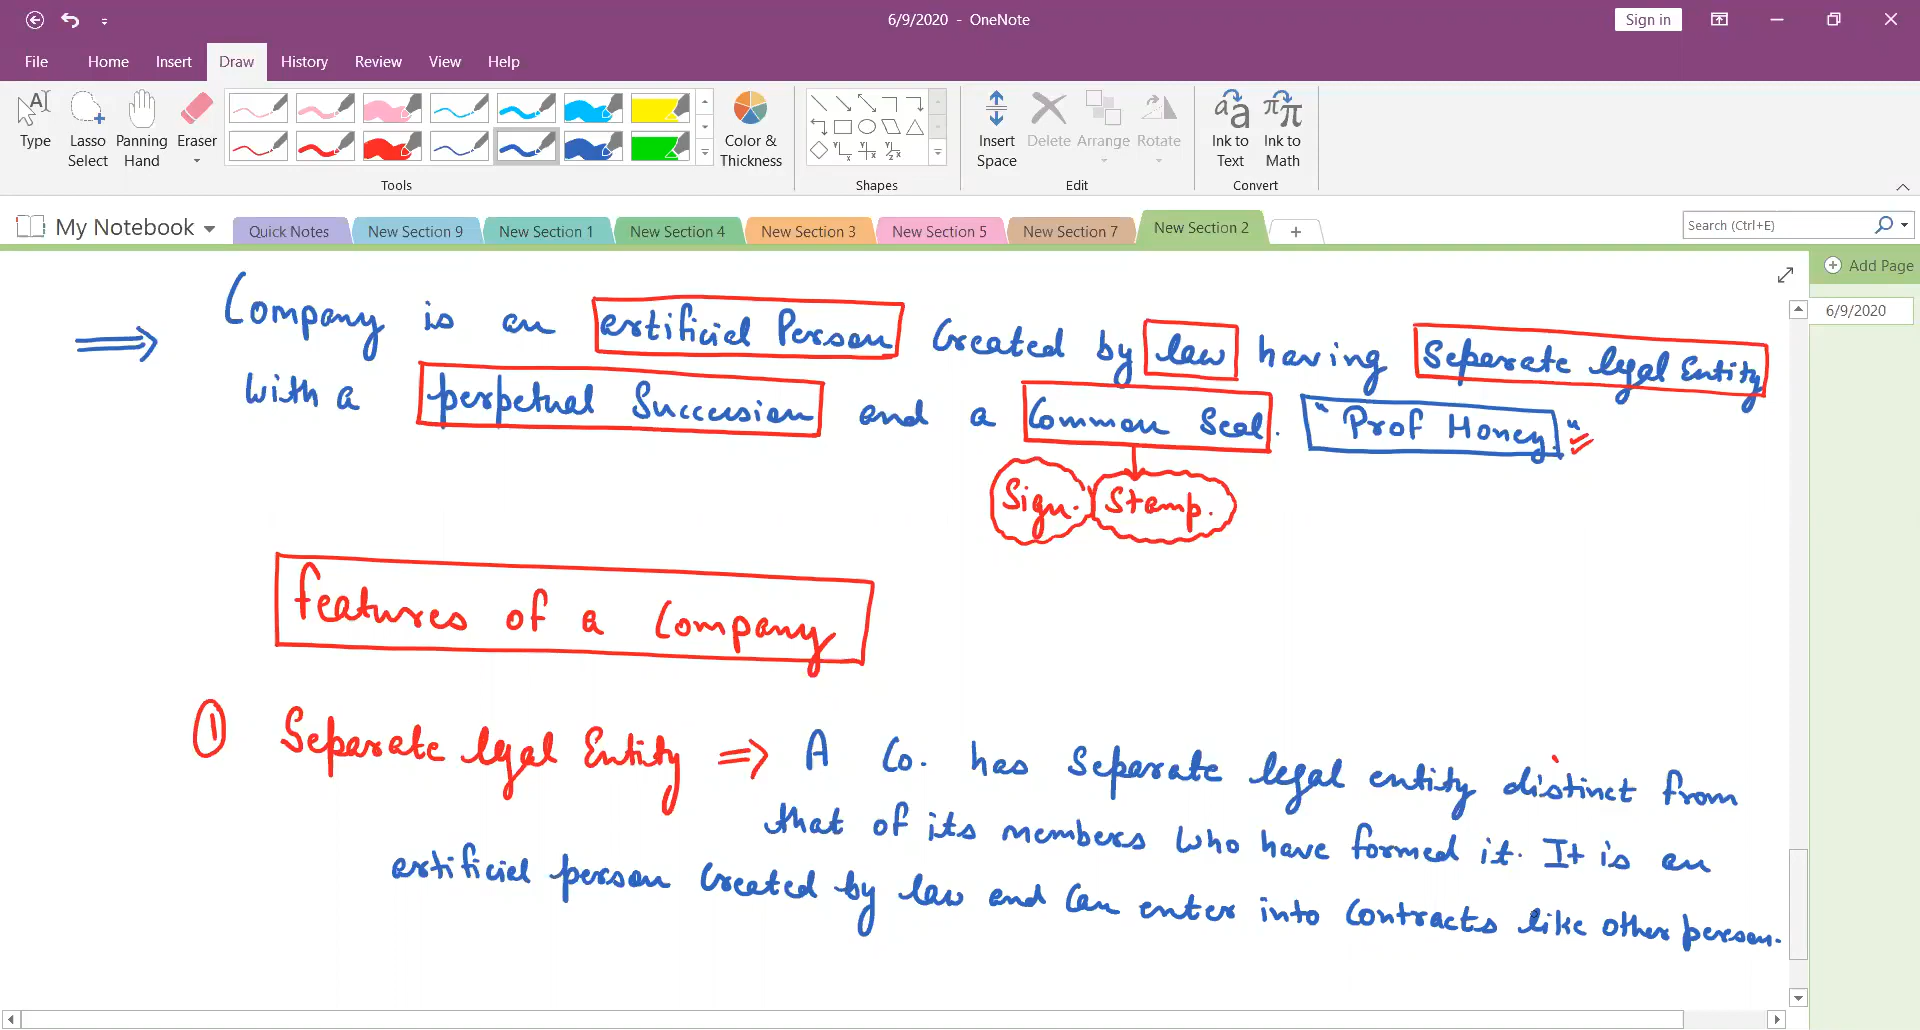 6/9/2020 - OneNote
Sign in
File Home Insert Draw History Review View Help
Type
Lasso Select
Panning Hand
Eraser
Color & Thickness
Insert Space
Delete
Arrange
Rotate
Ink to Text
Ink to Math
Tools
Shapes
Edit
Convert
My Notebook
Quick Notes
New Section 9
New Section 1
New Section 4
New Section 3
New Section 5
New Section 7
New Section 2
Search (Ctrl+E)
Add Page
6/9/2020
⇒ Company is an artificial Person Created by law having Separate legal Entity
with a perpetual Succession and a Common Seal. "Prof Honey."
Sign. Stamp.
features of a Company
① Separate legal Entity ⇒ A Co. has separate legal entity distinct from
that of its members who have formed it. It is an
artificial person Created by law and Can enter into Contracts like other person.